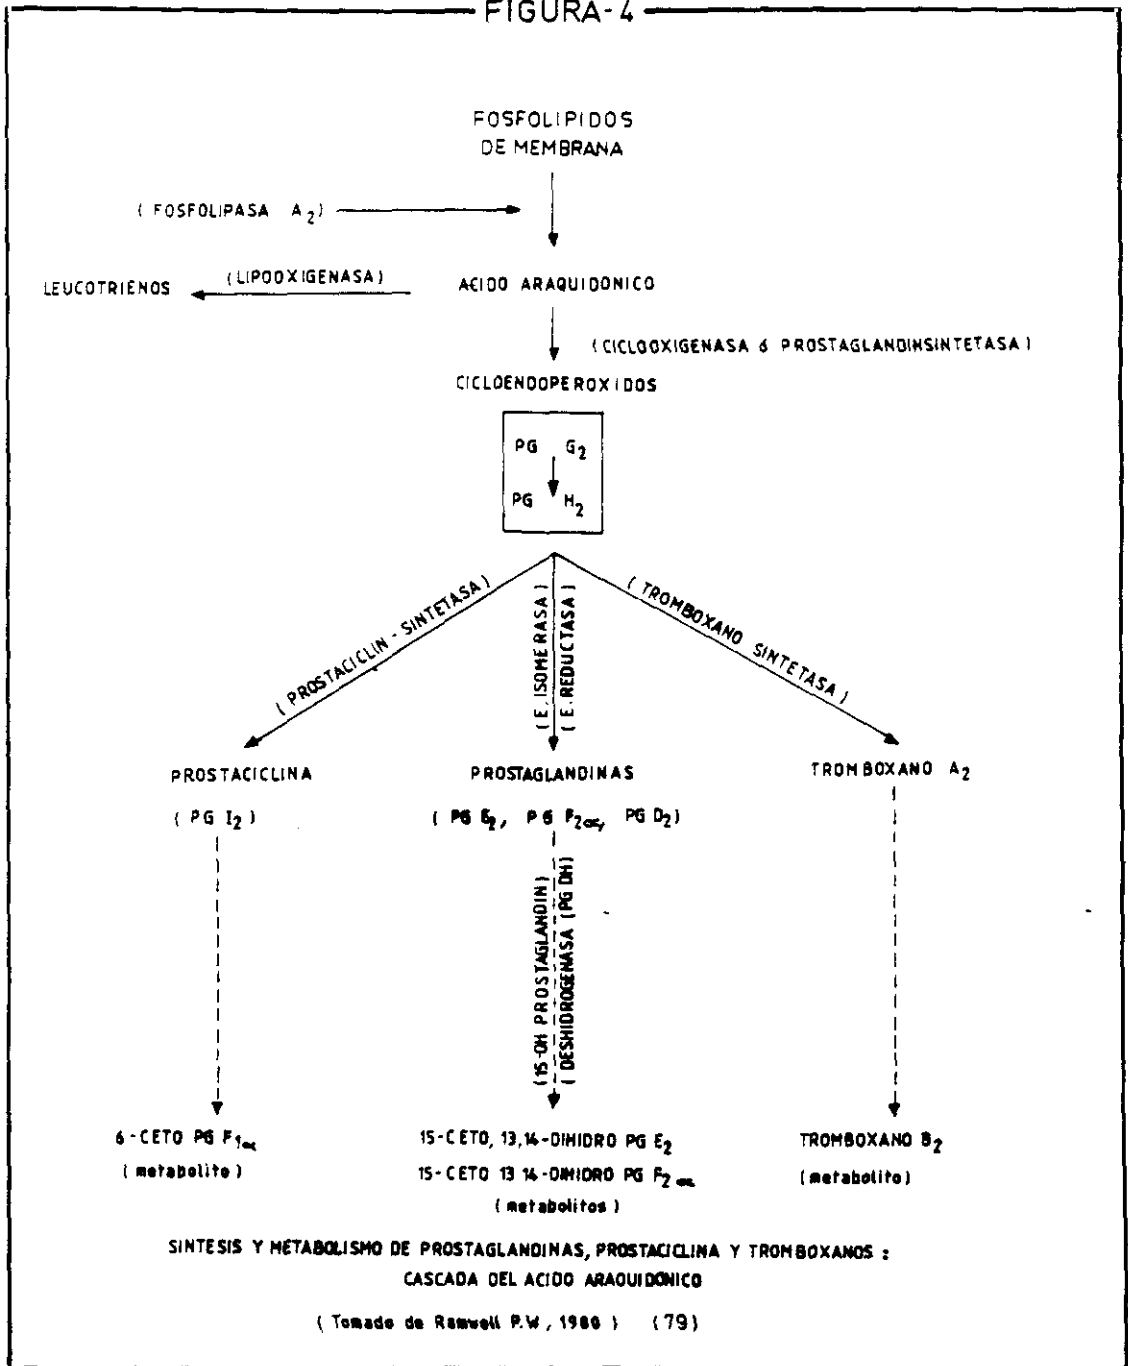 FIGURA-4
FOSFOLIPIDOS
DE MEMBRANA
( FOSFOLIPASA A2)
LEUCOTRIENOS
(LIPOOXIGENASA)
ACIDO ARAQUIDONICO
(CICLOOXIGENASA ó PROSTAGLANDINSINTETASA)
CICLOENDOPEROXIDOS
PG G2
PG H2
(PROSTACICLIN-SINTETASA)
(E. ISOMERASA)
(E. REDUCTASA)
(TROMBOXANO SINTETASA)
PROSTACICLINA
( PG I2 )
PROSTAGLANDINAS
( PG E2, PG F2α, PG D2)
TROMBOXANO A2
(15-OH PROSTAGLANDIN)
(DESHIDROGENASA (PG DH)
6-CETO PG F1α
(metabolito)
15-CETO, 13,14-DIHIDRO PG E2
15-CETO 13 14-DIHIDRO PG F2α
(metabolitos)
TROMBOXANO B2
(metabolito)
SINTESIS Y METABOLISMO DE PROSTAGLANDINAS, PROSTACICLINA Y TROMBOXANOS :
CASCADA DEL ACIDO ARAQUIDONICO
( Tomado de Ramwell P.W, 1980 ) (79)